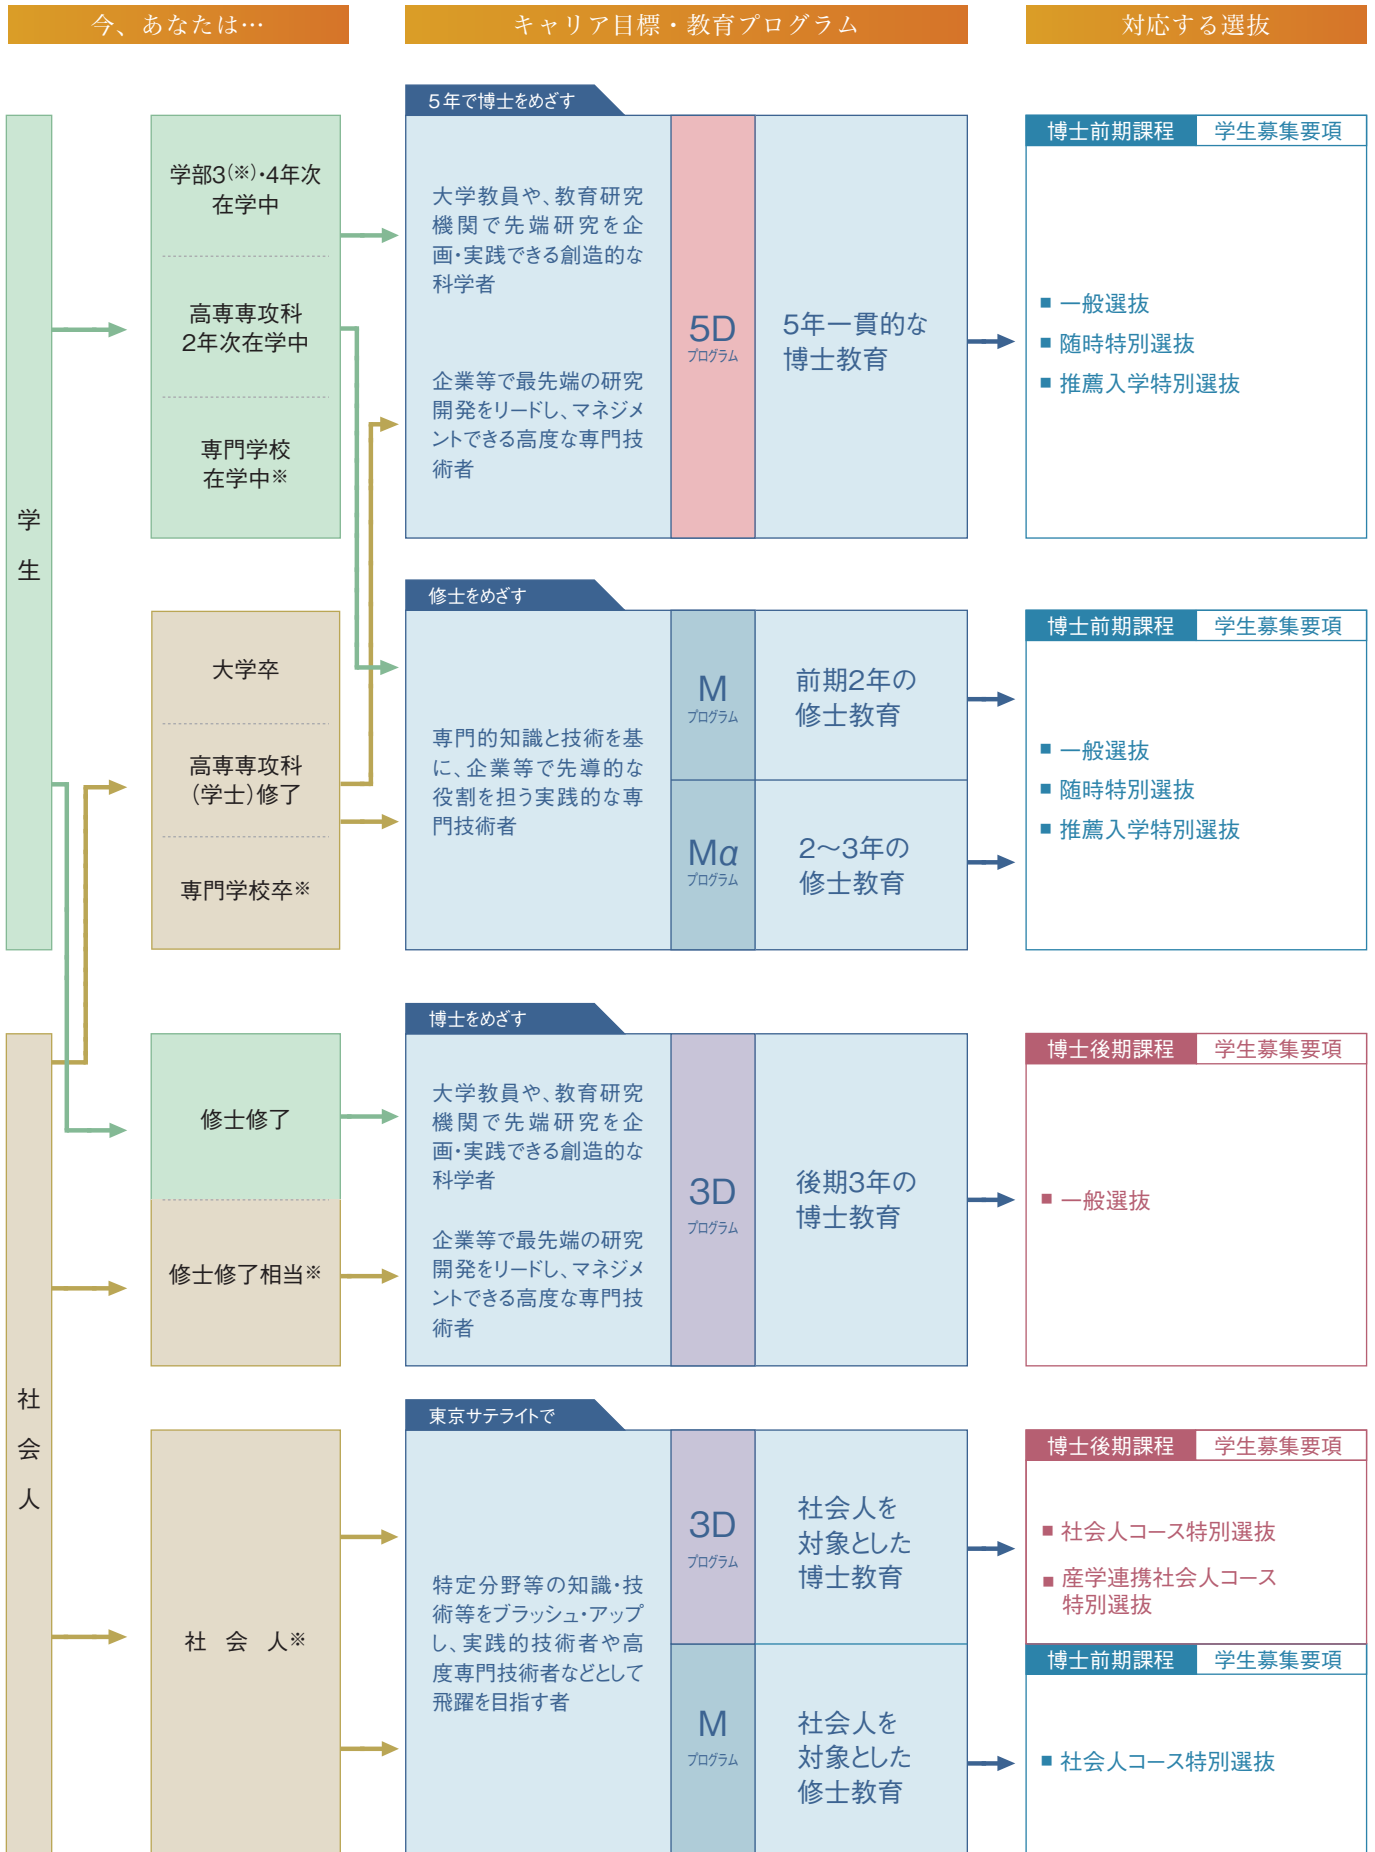 今、あなたは…
キャリア目標・教育プログラム
対応する選抜
学
生
学部3(※)・4年次
在学中
高専専攻科
2年次在学中
専門学校
在学中※
5年で博士をめざす
大学教員や、教育研究
機関で先端研究を企
画・実践できる創造的な
科学者
企業等で最先端の研究
開発をリードし、マネジメ
ントできる高度な専門技
術者
5D
プログラム
5年一貫的な
博士教育
博士前期課程 学生募集要項
■ 一般選抜
■ 随時特別選抜
■ 推薦入学特別選抜
大学卒
高専専攻科
(学士)修了
専門学校卒※
修士をめざす
専門的知識と技術を基
に、企業等で先導的な
役割を担う実践的な専
門技術者
M
プログラム
前期2年の
修士教育
Mα
プログラム
2〜3年の
修士教育
博士前期課程 学生募集要項
■ 一般選抜
■ 随時特別選抜
■ 推薦入学特別選抜
社
会
人
修士修了
修士修了相当※
博士をめざす
大学教員や、教育研究
機関で先端研究を企
画・実践できる創造的な
科学者
企業等で最先端の研究
開発をリードし、マネジメ
ントできる高度な専門技
術者
3D
プログラム
後期3年の
博士教育
博士後期課程 学生募集要項
■ 一般選抜
社 会 人※
東京サテライトで
特定分野等の知識・技
術等をブラッシュ・アップ
し、実践的技術者や高
度専門技術者などとして
飛躍を目指す者
3D
プログラム
社会人を
対象とした
博士教育
博士後期課程 学生募集要項
■ 社会人コース特別選抜
■ 産学連携社会人コース
特別選抜
M
プログラム
社会人を
対象とした
修士教育
博士前期課程 学生募集要項
■ 社会人コース特別選抜